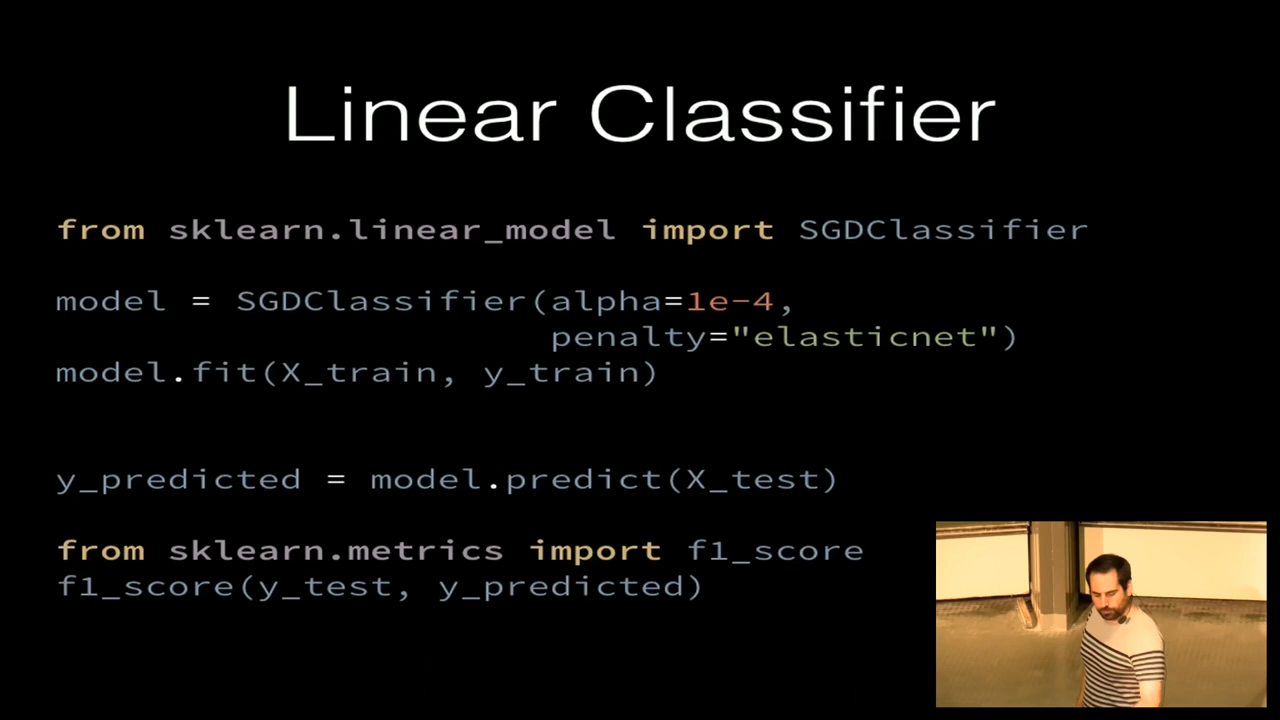 Linear Classifier
from sklearn.linear_model import SGDClassifier
model = SGDClassifier(alpha=1e-4,
penalty="elasticnet")
model.fit(X_train, y_train)
y_predicted = model.predict(X_test)
from sklearn.metrics import f1_score
f1_score(y_test, y_predicted)